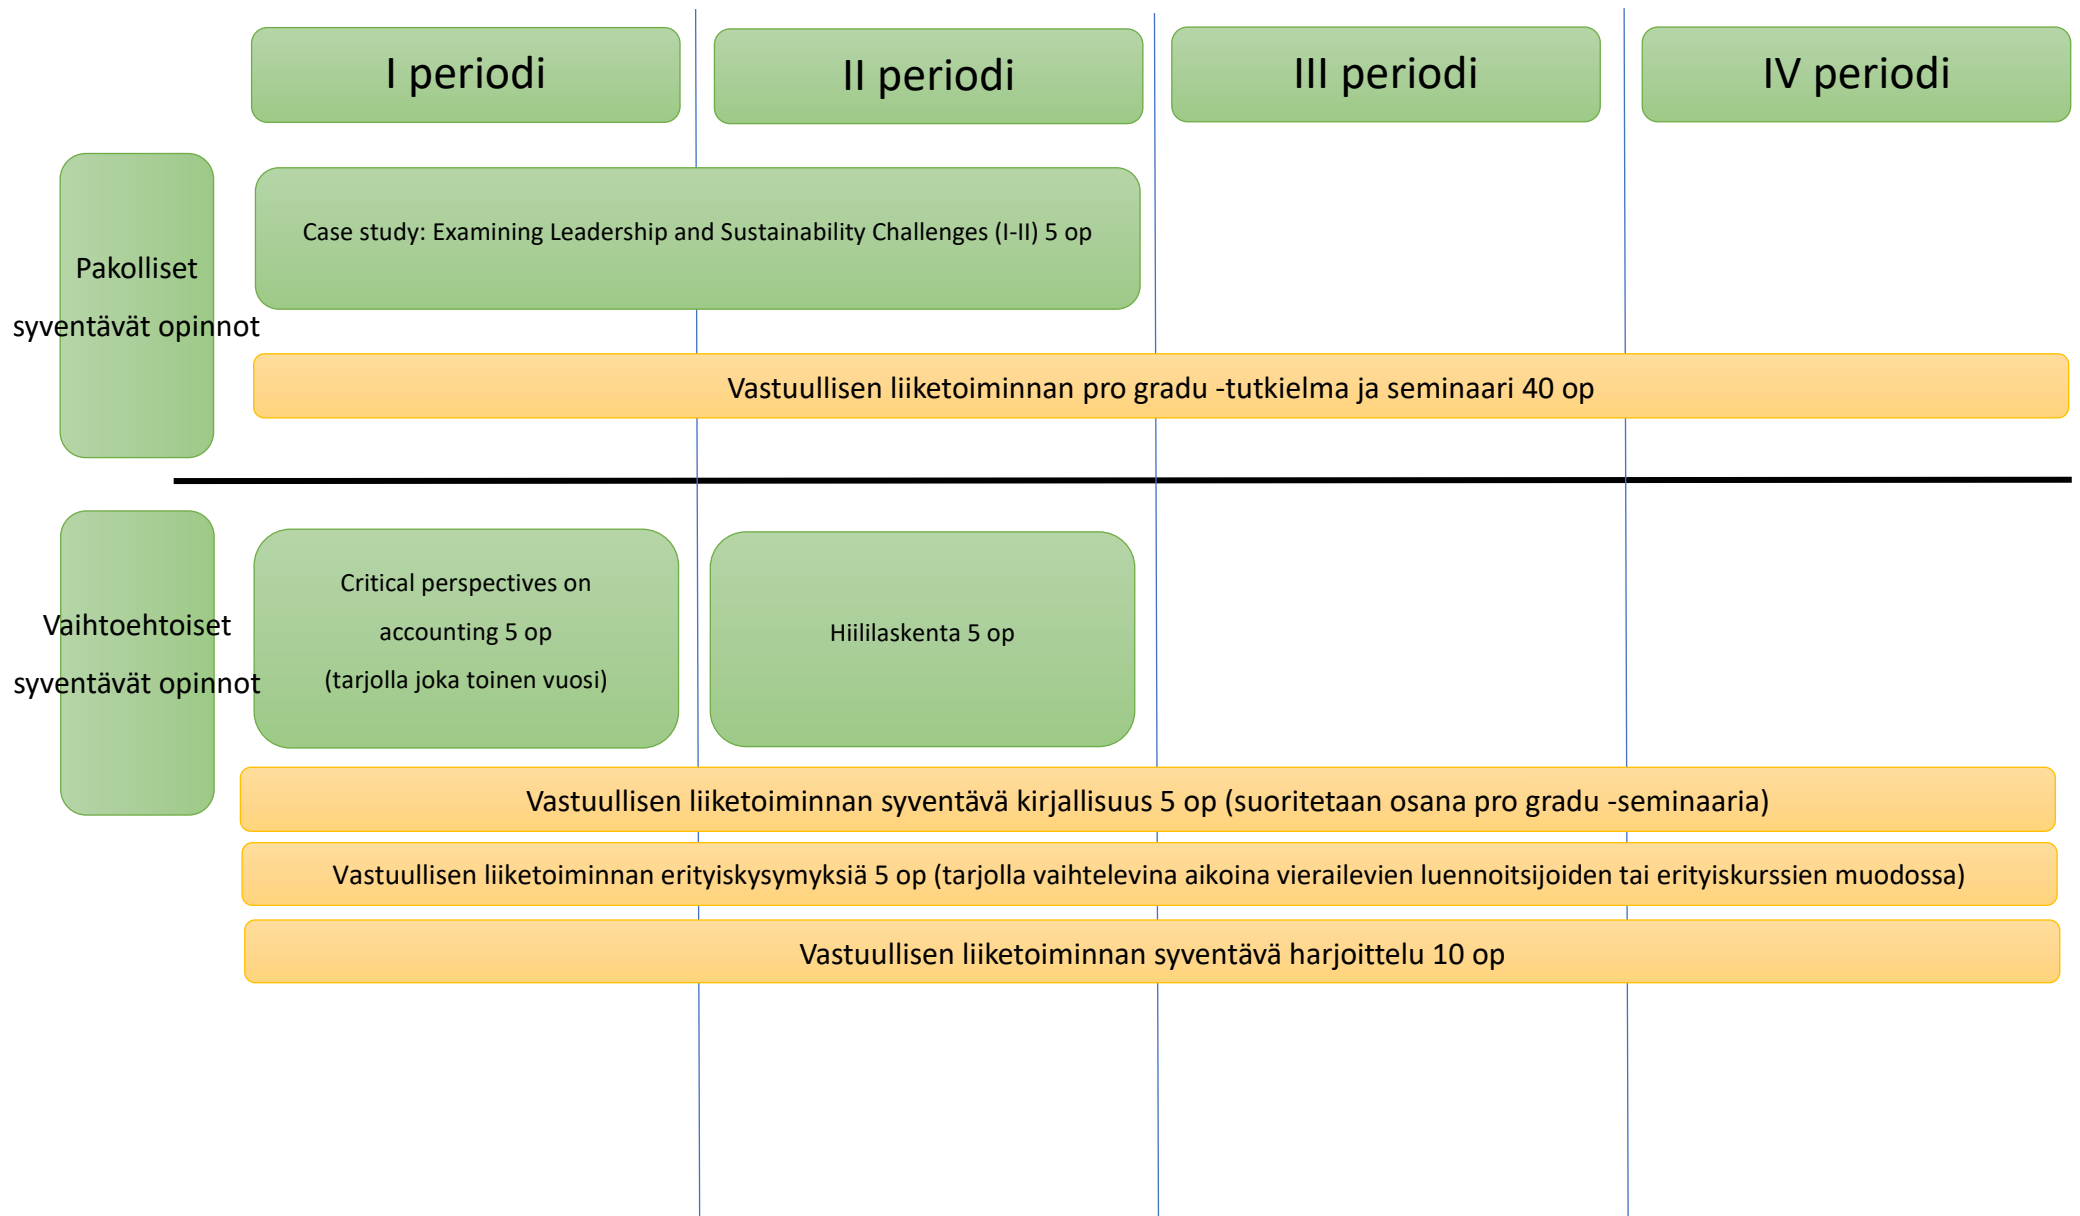 I periodi
II periodi
III periodi
IV periodi
Pakolliset
syventävät opinnot
Case study: Examining Leadership and Sustainability Challenges (I-II) 5 op
Vastuullisen liiketoiminnan pro gradu -tutkielma ja seminaari 40 op
Vaihtoehtoiset
syventävät opinnot
Critical perspectives on
accounting 5 op
(tarjolla joka toinen vuosi)
Hiililaskenta 5 op
Vastuullisen liiketoiminnan syventävä kirjallisuus 5 op (suoritetaan osana pro gradu -seminaaria)
Vastuullisen liiketoiminnan erityiskysymyksiä 5 op (tarjolla vaihtelevina aikoina vierailevien luennoitsijoiden tai erityiskurssien muodossa)
Vastuullisen liiketoiminnan syventävä harjoittelu 10 op